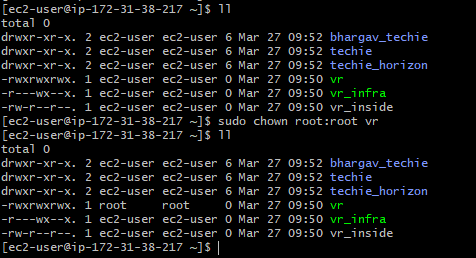 [ec2-user@ip-172-31-38-217 ~]$ ll
total 0
drwxr-xr-x. 2 ec2-user ec2-user 6 Mar 27 09:52 bhargav_techie
drwxr-xr-x. 2 ec2-user ec2-user 6 Mar 27 09:52 techie
drwxr-xr-x. 2 ec2-user ec2-user 6 Mar 27 09:52 techie_horizon
-rwxrwxrwx. 1 ec2-user ec2-user 0 Mar 27 09:50 vr
-r---wx--x. 1 ec2-user ec2-user 0 Mar 27 09:50 vr_infra
-rw-r--r--. 1 ec2-user ec2-user 0 Mar 27 09:50 vr_inside
[ec2-user@ip-172-31-38-217 ~]$ sudo chown root:root vr
[ec2-user@ip-172-31-38-217 ~]$ ll
total 0
drwxr-xr-x. 2 ec2-user ec2-user 6 Mar 27 09:52 bhargav_techie
drwxr-xr-x. 2 ec2-user ec2-user 6 Mar 27 09:52 techie
drwxr-xr-x. 2 ec2-user ec2-user 6 Mar 27 09:52 techie_horizon
-rwxrwxrwx. 1 root     root     0 Mar 27 09:50 vr
-r---wx--x. 1 ec2-user ec2-user 0 Mar 27 09:50 vr_infra
-rw-r--r--. 1 ec2-user ec2-user 0 Mar 27 09:50 vr_inside
[ec2-user@ip-172-31-38-217 ~]$